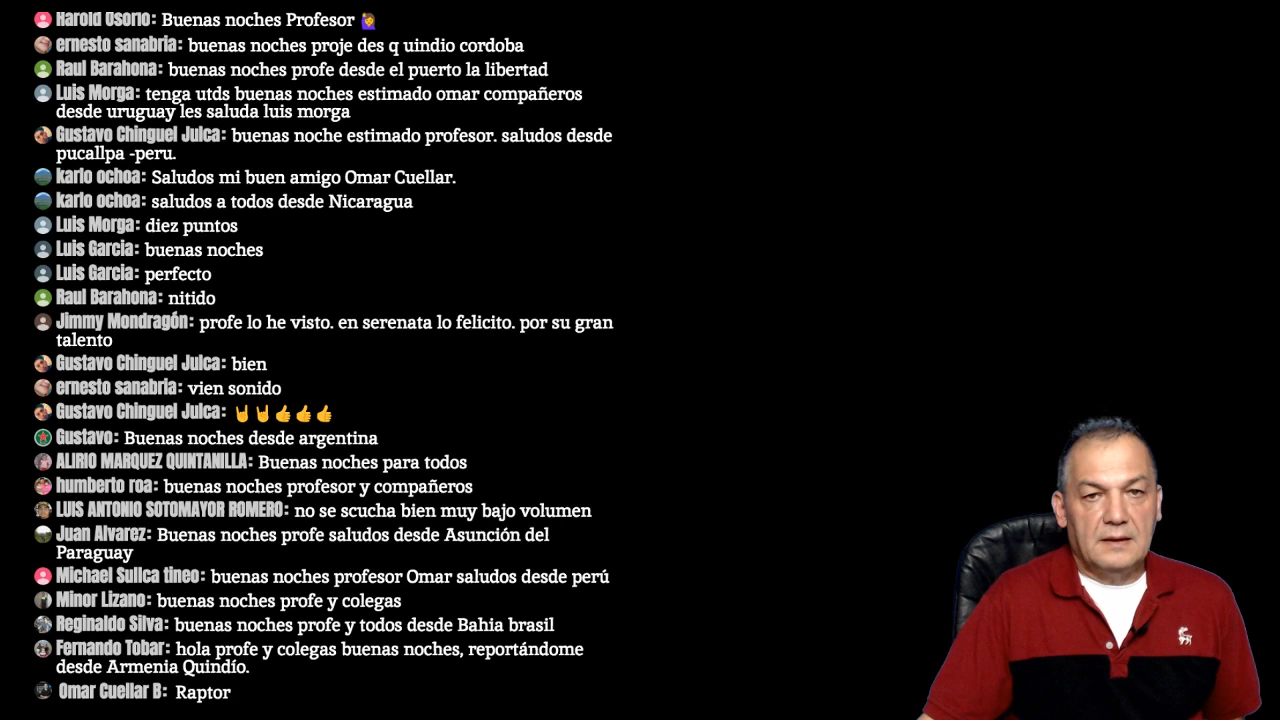 Harold Osorio: Buenas noches Profesor 🙋‍♀️
ernesto sanabria: buenas noches proje des q uindio cordoba
Raul Barahona: buenas noches profe desde el puerto la libertad
Luis Morga: tenga utds buenas noches estimado omar compañeros
desde uruguay les saluda luis morga
Gustavo Chinguel Julca: buenas noche estimado profesor. saludos desde
pucallpa -peru.
karlo ochoa: Saludos mi buen amigo Omar Cuellar.
karlo ochoa: saludos a todos desde Nicaragua
Luis Morga: diez puntos
Luis Garcia: buenas noches
Luis Garcia: perfecto
Raul Barahona: nitido
Jimmy Mondragón: profe lo he visto. en serenata lo felicito. por su gran
talento
Gustavo Chinguel Julca: bien
ernesto sanabria: vien sonido
Gustavo Chinguel Julca: 🤘🤘👍👍👍
Gustavo: Buenas noches desde argentina
ALIRIO MARQUEZ QUINTANILLA: Buenas noches para todos
humberto roa: buenas noches profesor y compañeros
LUIS ANTONIO SOTOMAYOR ROMERO: no se scucha bien muy bajo volumen
Juan Alvarez: Buenas noches profe saludos desde Asunción del
Paraguay
Michael Sullca tineo: buenas noches profesor Omar saludos desde perú
Minor Lizano: buenas noches profe y colegas
Reginaldo Silva: buenas noches profe y todos desde Bahia brasil
Fernando Tobar: hola profe y colegas buenas noches, reportándome
desde Armenia Quindío.
Omar Cuellar B: Raptor